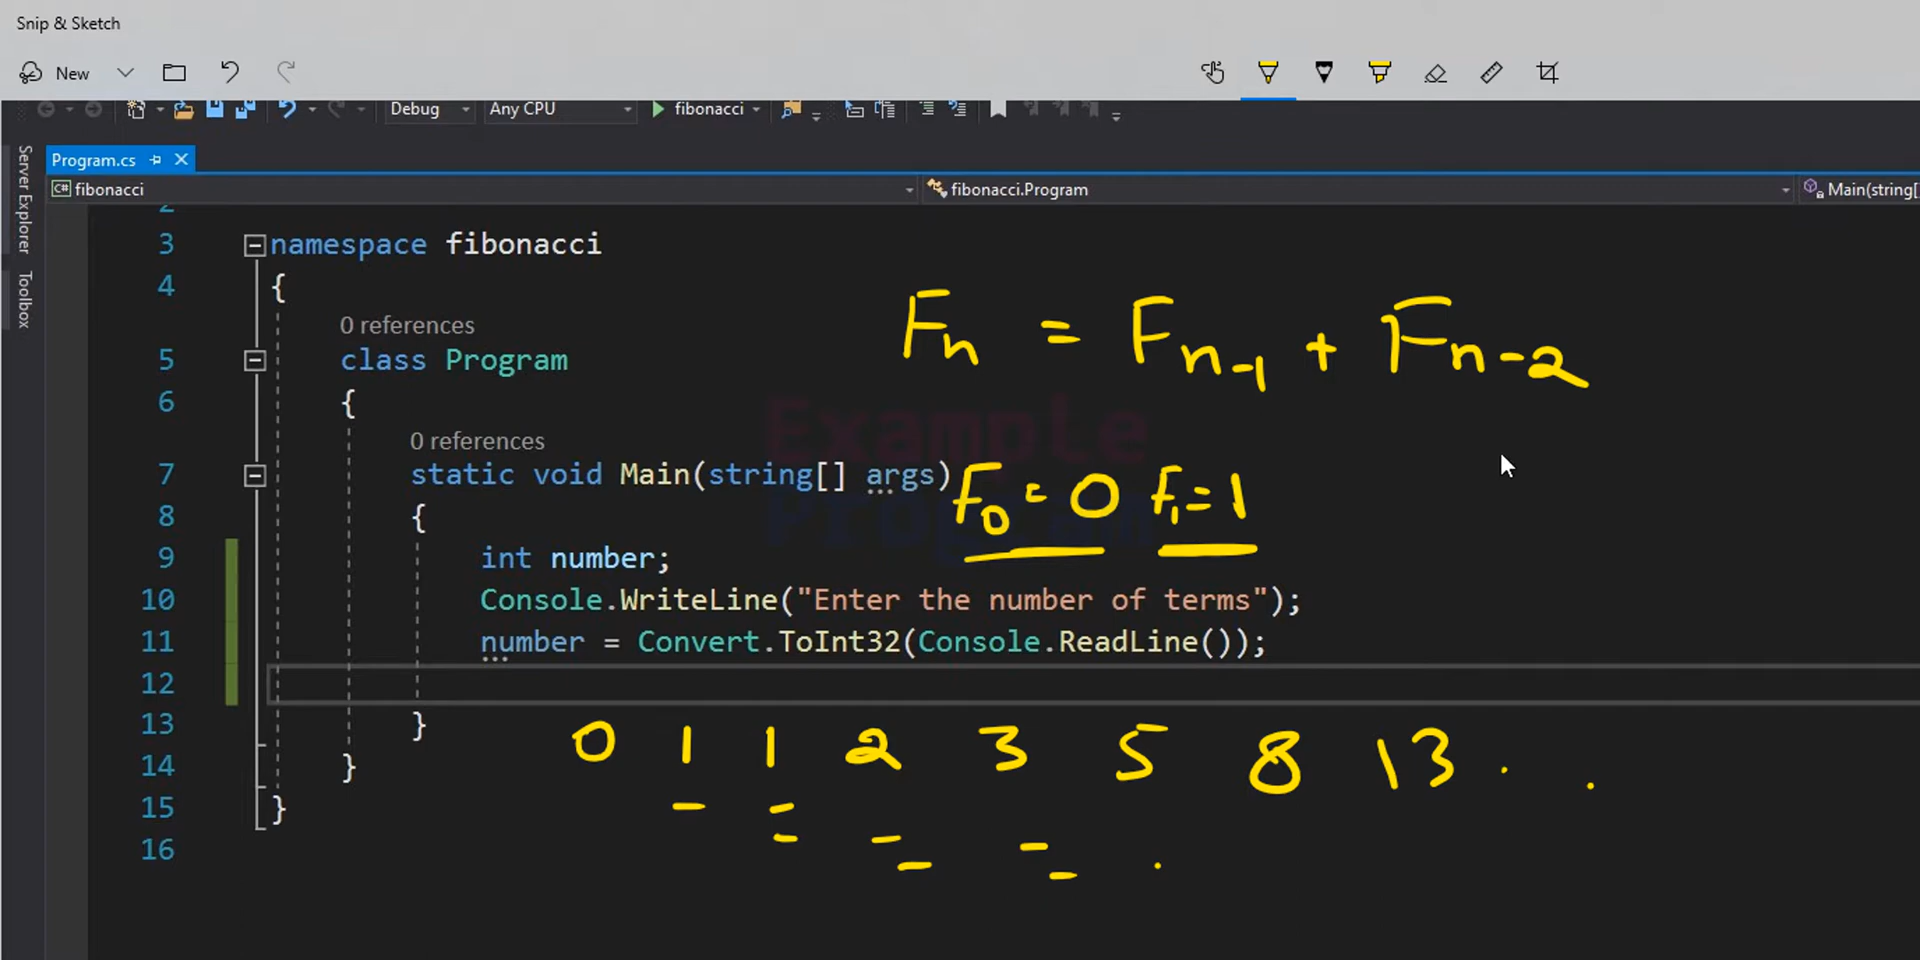 Snip & Sketch
New
Debug Any CPU fibonacci
Server Explorer
Toolbox
Program.cs
fibonacci fibonacci.Program Main(string[]
2
3 namespace fibonacci
4 {
0 references
Fn = Fn-1 + Fn-2
5 class Program
6 {
Example
Program
0 references
7 static void Main(string[] args)
F0 = 0 F1 = 1
8 {
9 int number;
10 Console.WriteLine("Enter the number of terms");
11 number = Convert.ToInt32(Console.ReadLine());
12
13 }
0 1 1 2 3 5 8 13 . .
14 }
15 }
16